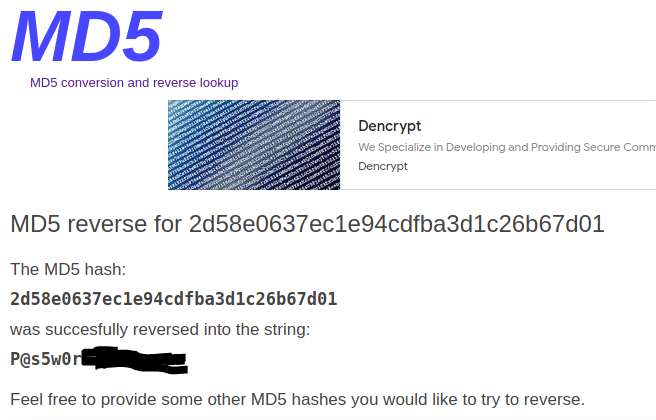 MD5
MD5 conversion and reverse lookup
Dencrypt
We Specialize in Developing and Providing Secure Comm
Dencrypt
MD5 reverse for 2d58e0637ec1e94cdfba3d1c26b67d01
The MD5 hash:
2d58e0637ec1e94cdfba3d1c26b67d01
was succesfully reversed into the string:
P@s5w0r
Feel free to provide some other MD5 hashes you would like to try to reverse.